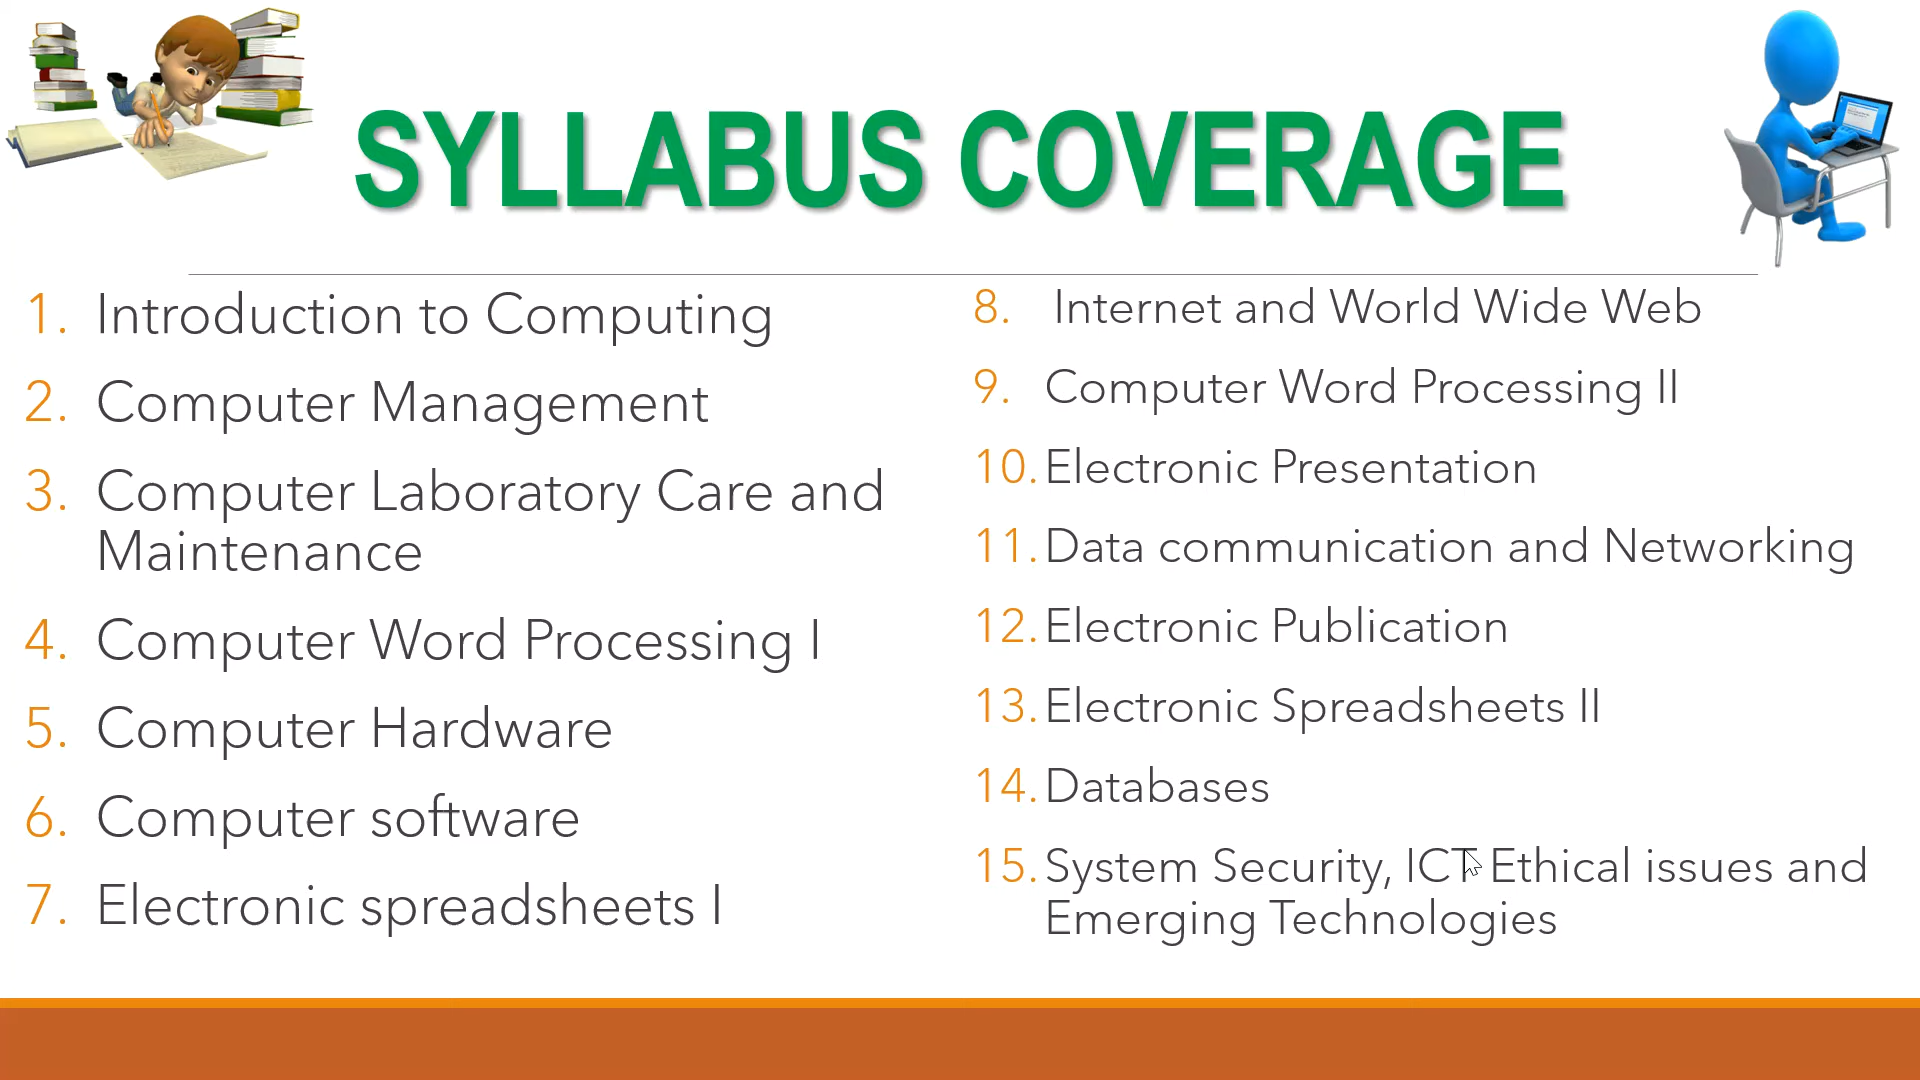 SYLLABUS COVERAGE
1. Introduction to Computing
2. Computer Management
3. Computer Laboratory Care and
Maintenance
4. Computer Word Processing I
5. Computer Hardware
6. Computer software
7. Electronic spreadsheets I
8. Internet and World Wide Web
9. Computer Word Processing II
10. Electronic Presentation
11. Data communication and Networking
12. Electronic Publication
13. Electronic Spreadsheets II
14. Databases
15. System Security, ICT Ethical issues and
Emerging Technologies